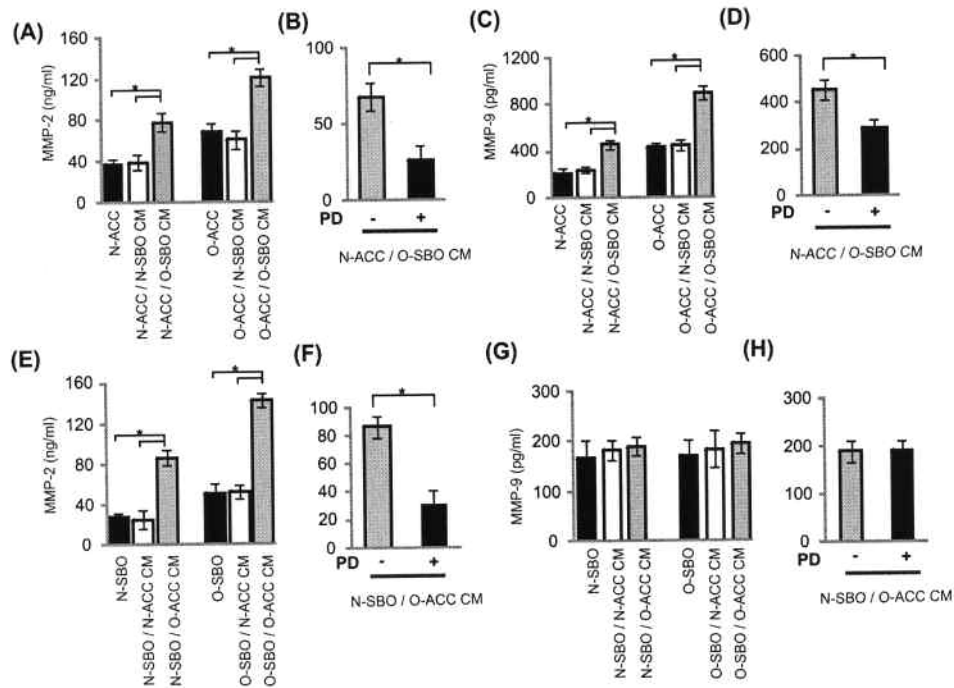 (A)
MMP-2 (ng/ml)
160
120
80
40
0
*
*
N-ACC
N-ACC / N-SBO CM
N-ACC / O-SBO CM
O-ACC
O-ACC / N-SBO CM
O-ACC / O-SBO CM
(B)
100
50
0
*
PD - +
N-ACC / O-SBO CM
(C)
MMP-9 (pg/ml)
1200
800
400
0
*
*
N-ACC
N-ACC / N-SBO CM
N-ACC / O-SBO CM
O-ACC
O-ACC / N-SBO CM
O-ACC / O-SBO CM
(D)
600
400
200
0
*
PD - +
N-ACC / O-SBO CM
(E)
MMP-2 (ng/ml)
160
120
80
40
0
*
*
N-SBO
N-SBO / N-ACC CM
N-SBO / O-ACC CM
O-SBO
O-SBO / N-ACC CM
O-SBO / O-ACC CM
(F)
100
80
60
40
20
0
*
PD - +
N-SBO / O-ACC CM
(G)
MMP-9 (pg/ml)
300
200
100
0
N-SBO
N-SBO / N-ACC CM
N-SBO / O-ACC CM
O-SBO
O-SBO / N-ACC CM
O-SBO / O-ACC CM
(H)
300
200
100
0
PD - +
N-SBO / O-ACC CM